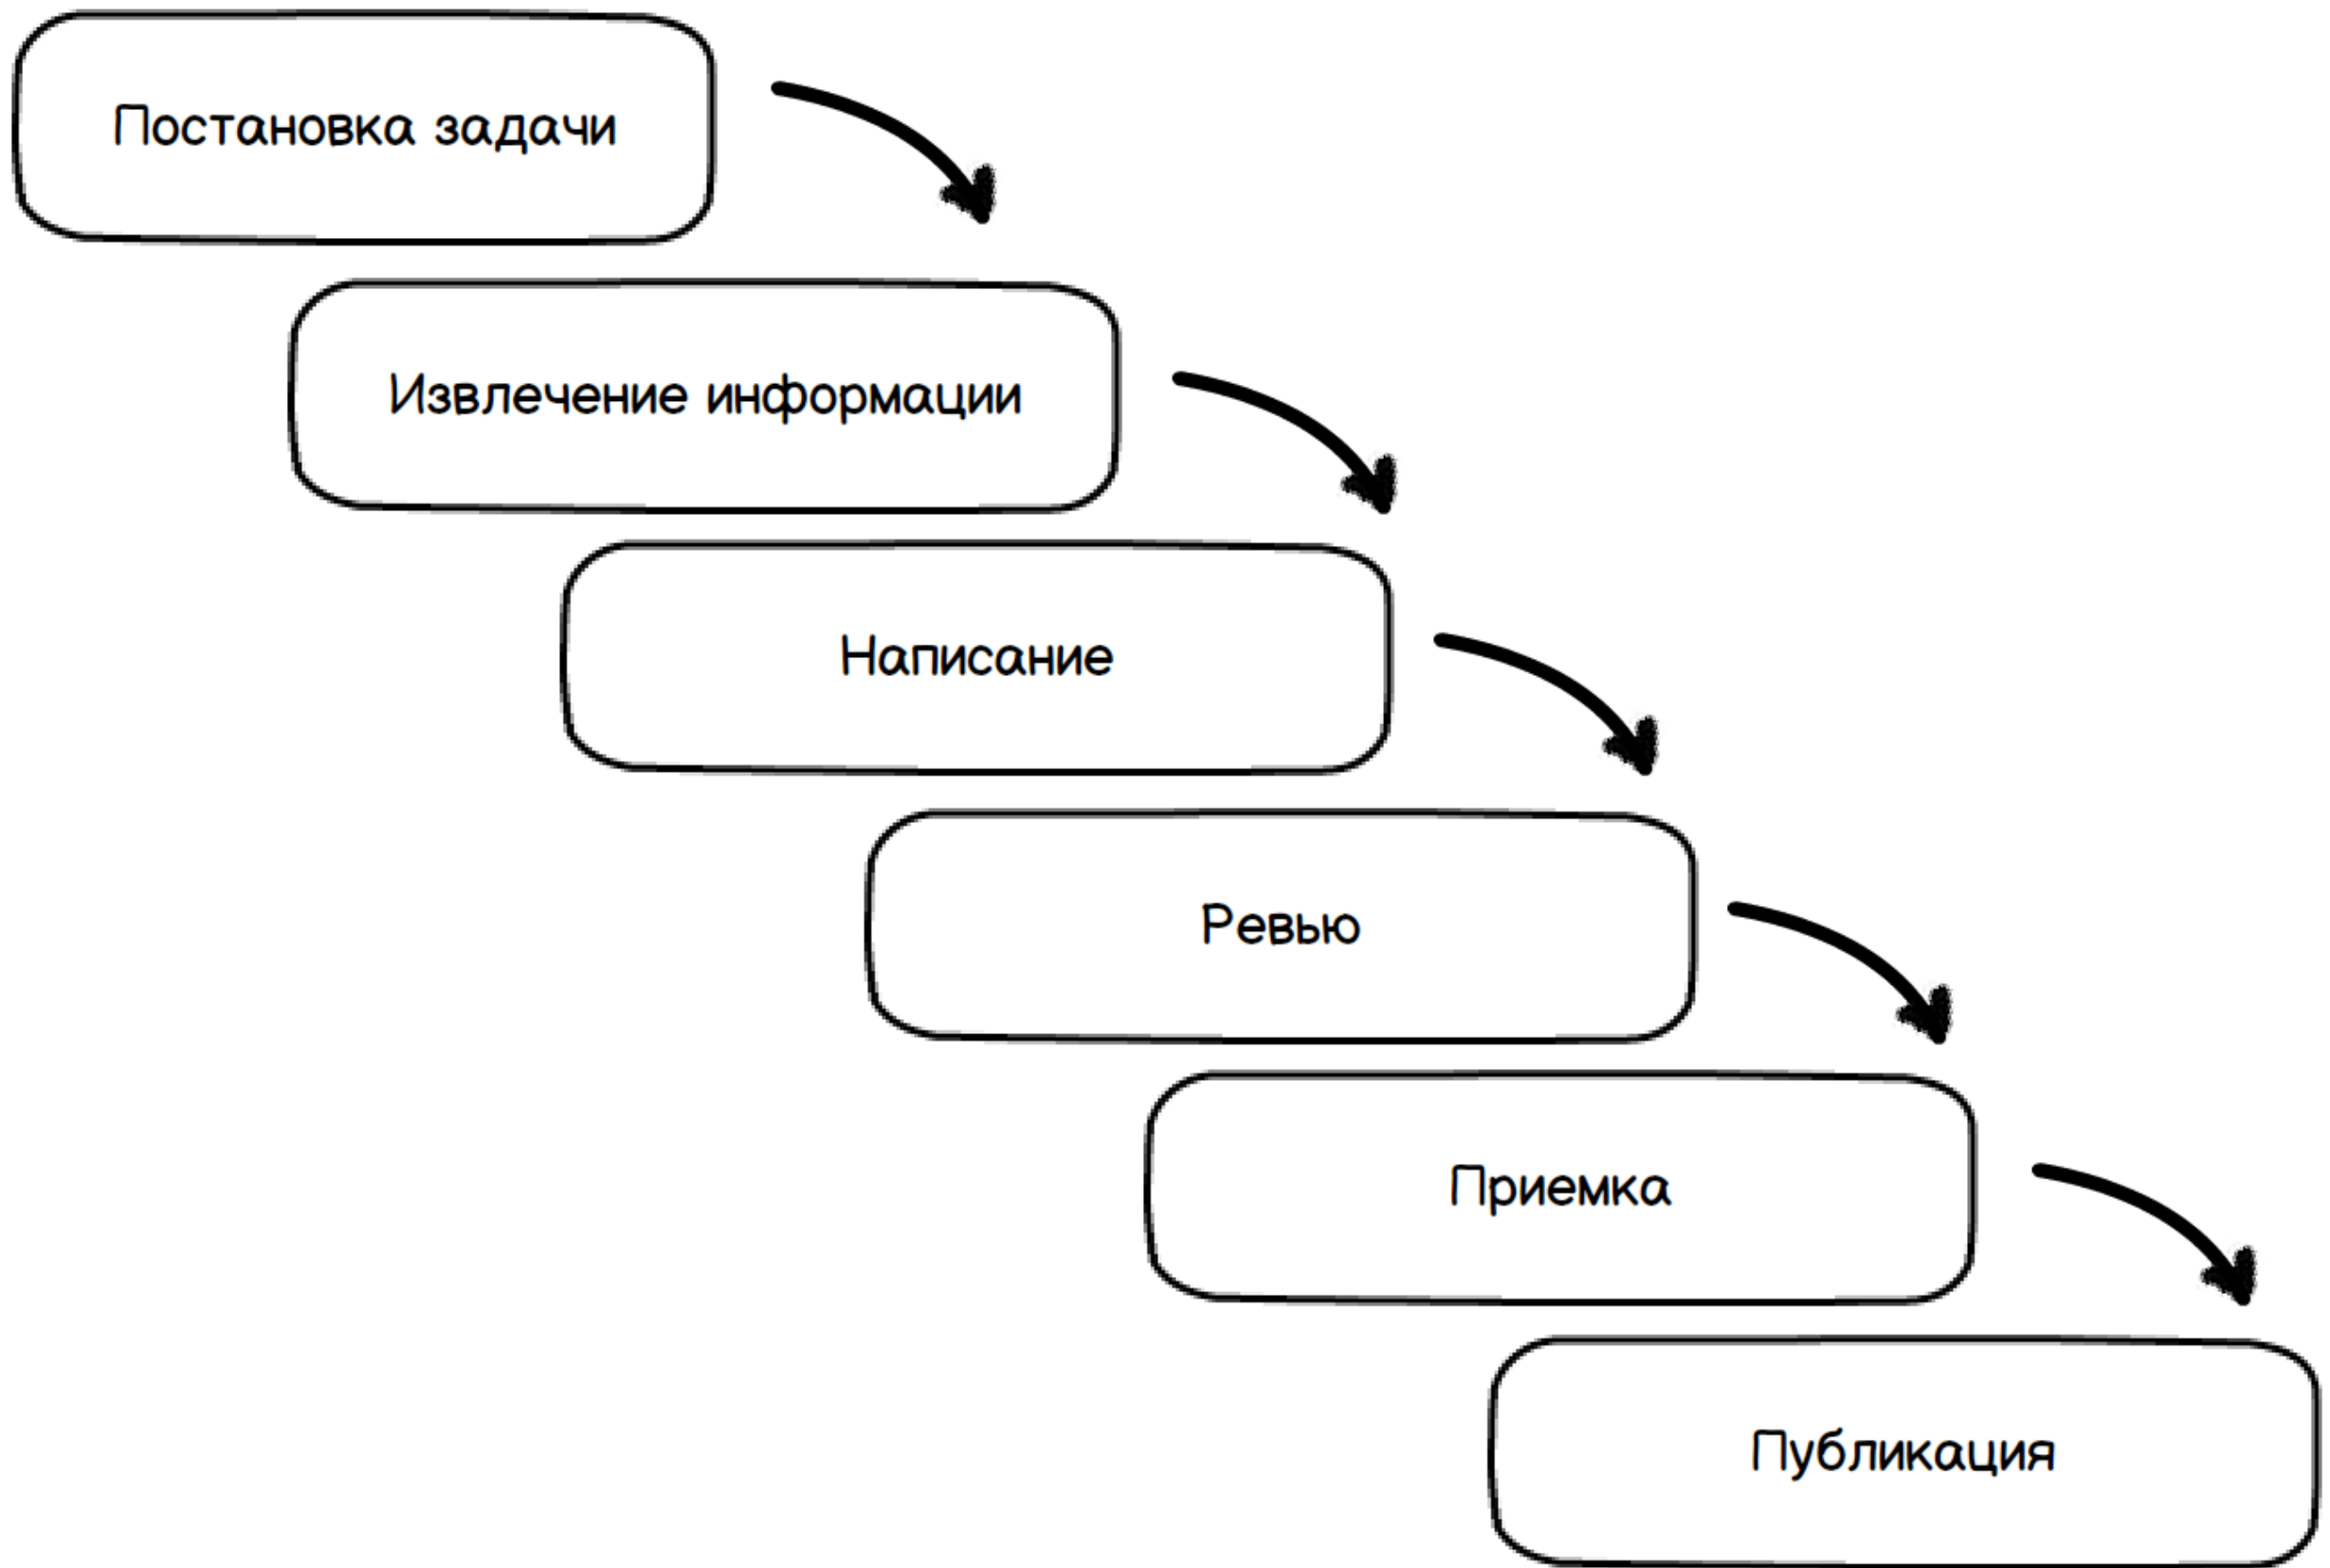 Постановка задачи
Извлечение информации
Написание
Ревью
Приемка
Публикация